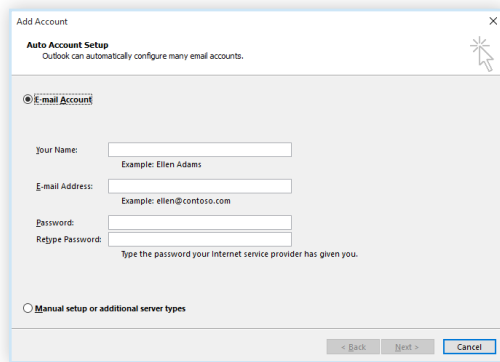 Add Account
Auto Account Setup
Outlook can automatically configure many email accounts.
E-mail Account
Your Name:
Example: Ellen Adams
E-mail Address:
Example: ellen@contoso.com
Password:
Retype Password:
Type the password your Internet service provider has given you.
Manual setup or additional server types
< Back Next > Cancel